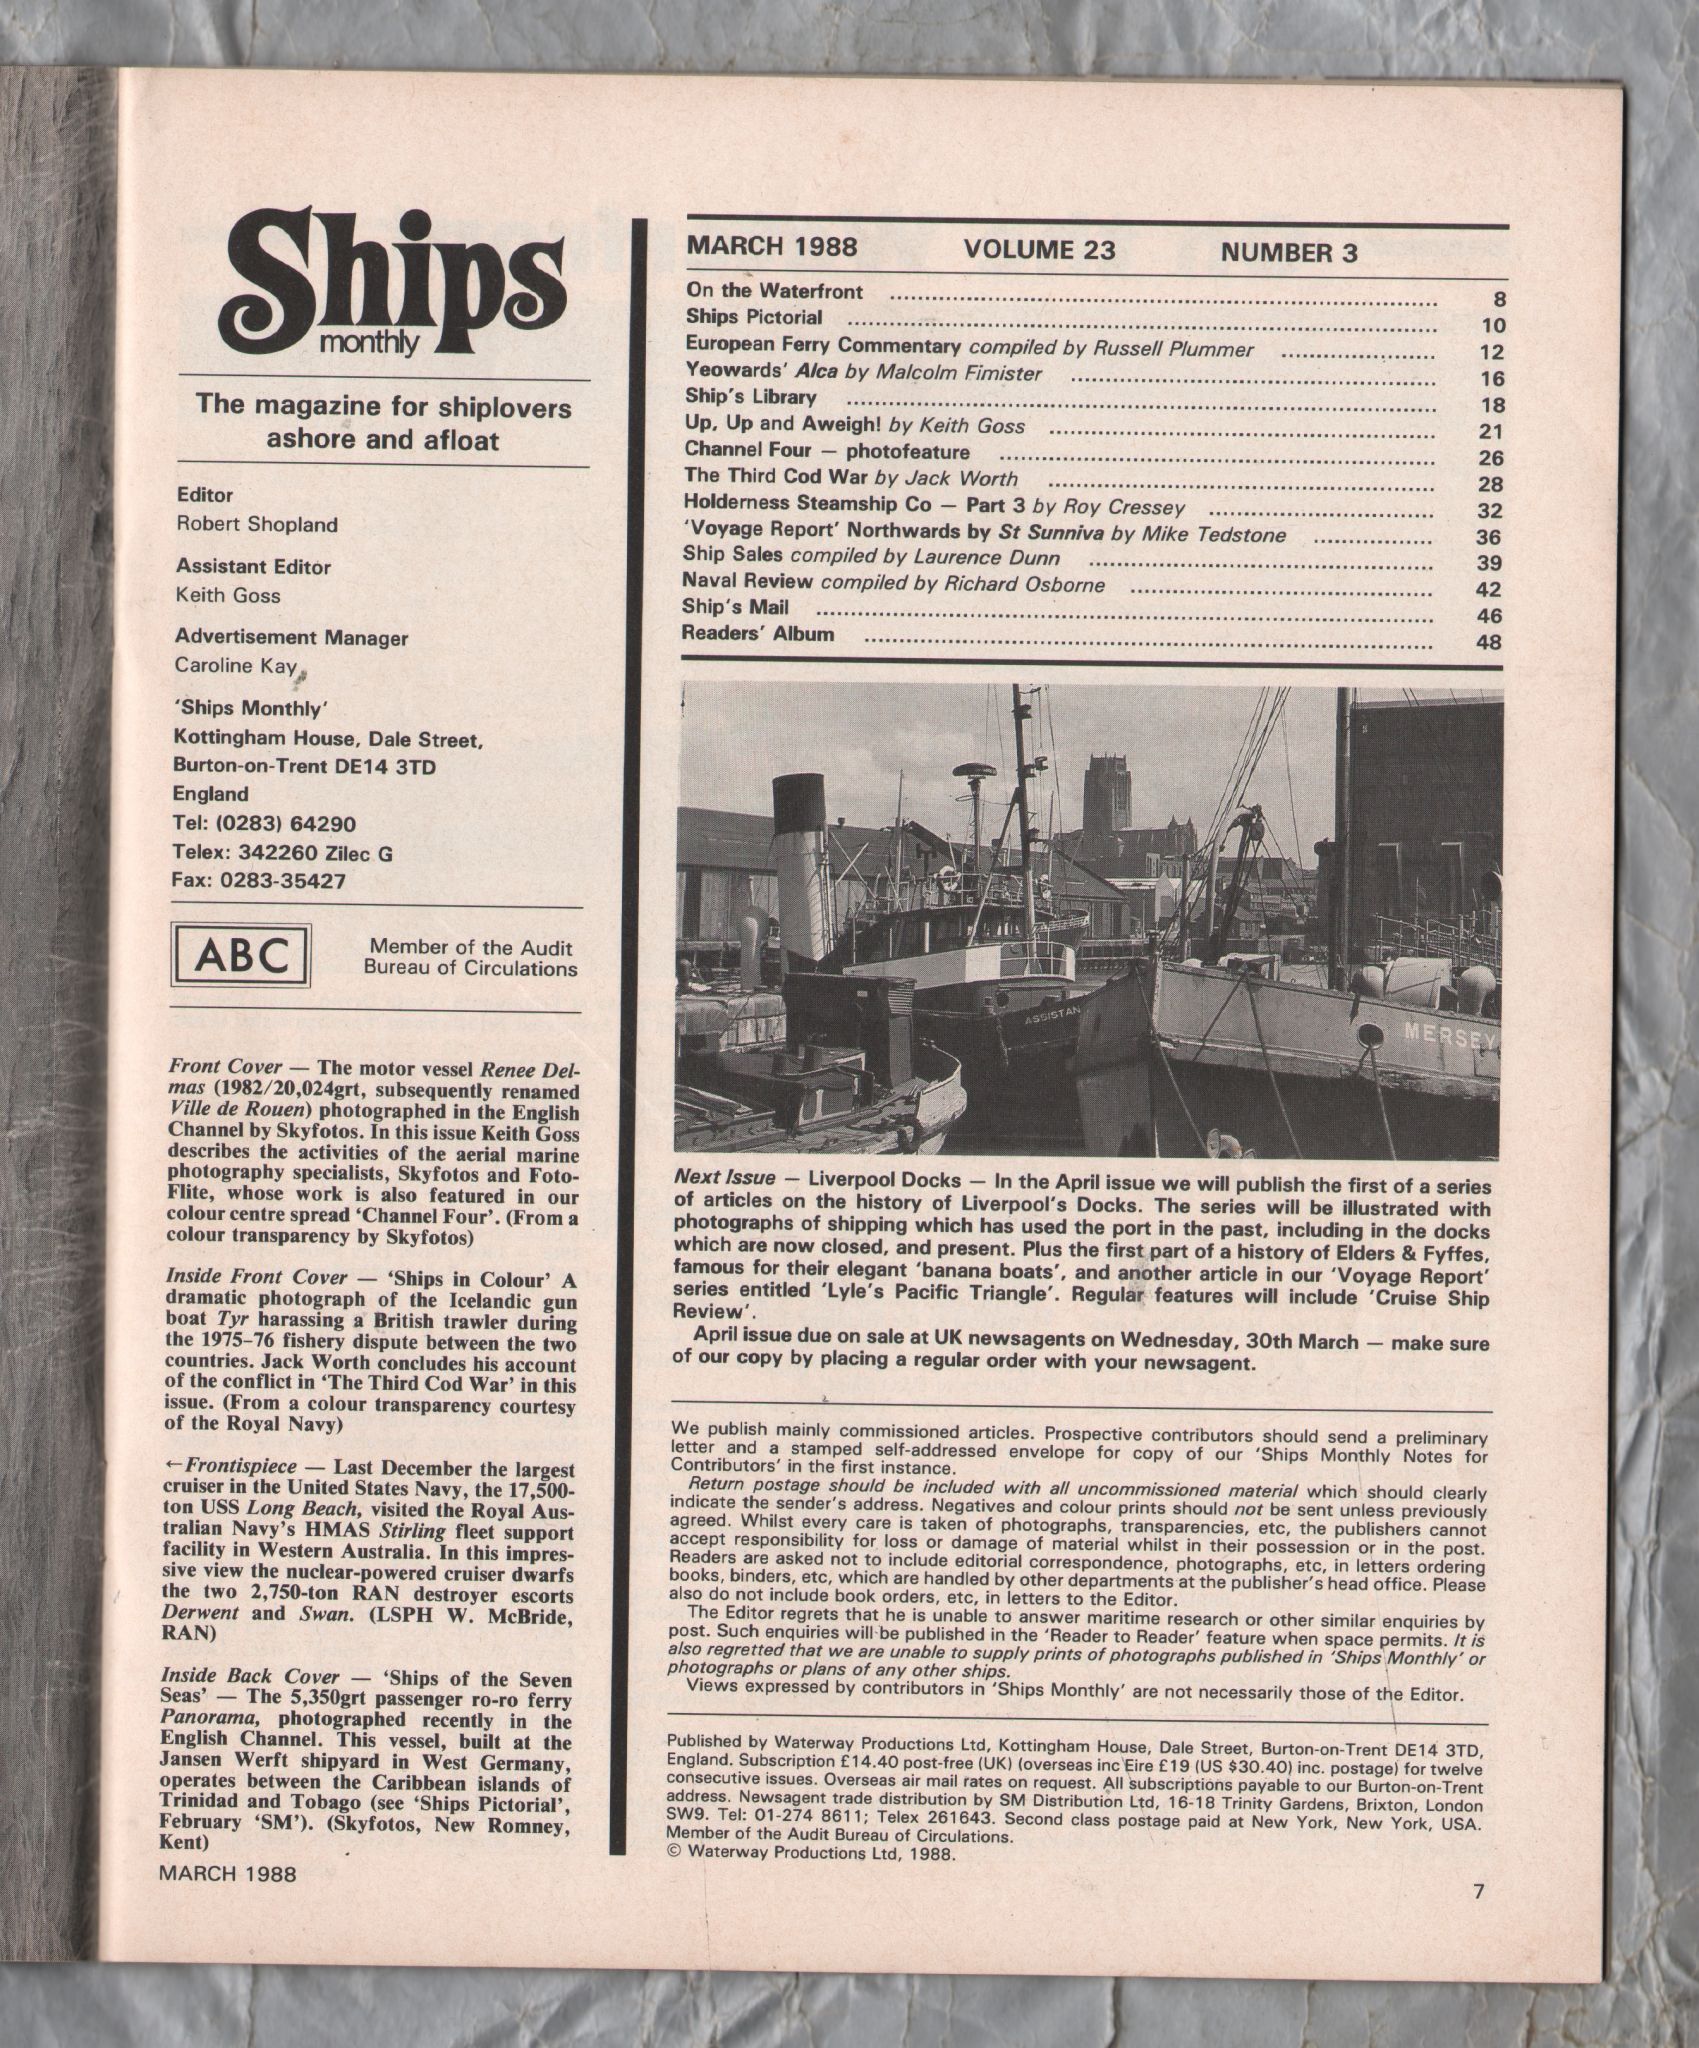 Ships
monthly
The magazine for shiplovers
ashore and afloat
Editor
Robert Shopland
Assistant Editor
Keith Goss
Advertisement Manager
Caroline Kay
‘Ships Monthly’
Kottingham House, Dale Street,
Burton-on-Trent DE14 3TD
England
Tel: (0283) 64290
Telex: 342260 Zilec G
Fax: 0283-35427
ABC
Member of the Audit
Bureau of Circulations
Front Cover — The motor vessel Renee Del-
mas (1982/20,024grt, subsequently renamed
Ville de Rouen) photographed in the English
Channel by Skyfotos. In this issue Keith Goss
describes the activities of the aerial marine
photography specialists, Skyfotos and Foto-
Flite, whose work is also featured in our
colour centre spread ‘Channel Four’. (From a
colour transparency by Skyfotos)
Inside Front Cover — ‘Ships in Colour’ A
dramatic photograph of the Icelandic gun
boat Tyr harassing a British trawler during
the 1975–76 fishery dispute between the two
countries. Jack Worth concludes his account
of the conflict in ‘The Third Cod War’ in this
issue. (From a colour transparency courtesy
of the Royal Navy)
←Frontispiece — Last December the largest
cruiser in the United States Navy, the 17,500-
ton USS Long Beach, visited the Royal Aus-
tralian Navy’s HMAS Stirling fleet support
facility in Western Australia. In this impres-
sive view the nuclear-powered cruiser dwarfs
the two 2,750-ton RAN destroyer escorts
Derwent and Swan. (LSPH W. McBride,
RAN)
Inside Back Cover — ‘Ships of the Seven
Seas’ — The 5,350grt passenger ro-ro ferry
Panorama, photographed recently in the
English Channel. This vessel, built at the
Jansen Werft shipyard in West Germany,
operates between the Caribbean islands of
Trinidad and Tobago (see ‘Ships Pictorial’,
February ‘SM’). (Skyfotos, New Romney,
Kent)
MARCH 1988
MARCH 1988 VOLUME 23 NUMBER 3
On the Waterfront 8
Ships Pictorial 10
European Ferry Commentary compiled by Russell Plummer 12
Yeowards’ Alca by Malcolm Fimister 16
Ship’s Library 18
Up, Up and Aweigh! by Keith Goss 21
Channel Four — photofeature 26
The Third Cod War by Jack Worth 28
Holderness Steamship Co — Part 3 by Roy Cressey 32
‘Voyage Report’ Northwards by St Sunniva by Mike Tedstone 36
Ship Sales compiled by Laurence Dunn 39
Naval Review compiled by Richard Osborne 42
Ship’s Mail 46
Readers’ Album 48
ASSISTAN
MERSEY
Next Issue — Liverpool Docks — In the April issue we will publish the first of a series
of articles on the history of Liverpool’s Docks. The series will be illustrated with
photographs of shipping which has used the port in the past, including in the docks
which are now closed, and present. Plus the first part of a history of Elders & Fyffes,
famous for their elegant ‘banana boats’, and another article in our ‘Voyage Report’
series entitled ‘Lyle’s Pacific Triangle’. Regular features will include ‘Cruise Ship
Review’.
April issue due on sale at UK newsagents on Wednesday, 30th March — make sure
of our copy by placing a regular order with your newsagent.
We publish mainly commissioned articles. Prospective contributors should send a preliminary
letter and a stamped self-addressed envelope for copy of our ‘Ships Monthly Notes for
Contributors’ in the first instance.
Return postage should be included with all uncommissioned material which should clearly
indicate the sender’s address. Negatives and colour prints should not be sent unless previously
agreed. Whilst every care is taken of photographs, transparencies, etc, the publishers cannot
accept responsibility for loss or damage of material whilst in their possession or in the post.
Readers are asked not to include editorial correspondence, photographs, etc, in letters ordering
books, binders, etc, which are handled by other departments at the publisher’s head office. Please
also do not include book orders, etc, in letters to the Editor.
The Editor regrets that he is unable to answer maritime research or other similar enquiries by
post. Such enquiries will be published in the ‘Reader to Reader’ feature when space permits. It is
also regretted that we are unable to supply prints of photographs published in ‘Ships Monthly’ or
photographs or plans of any other ships.
Views expressed by contributors in ‘Ships Monthly’ are not necessarily those of the Editor.
Published by Waterway Productions Ltd, Kottingham House, Dale Street, Burton-on-Trent DE14 3TD,
England. Subscription £14.40 post-free (UK) (overseas inc Eire £19 (US $30.40) inc. postage) for twelve
consecutive issues. Overseas air mail rates on request. All subscriptions payable to our Burton-on-Trent
address. Newsagent trade distribution by SM Distribution Ltd, 16-18 Trinity Gardens, Brixton, London
SW9. Tel: 01-274 8611; Telex 261643. Second class postage paid at New York, New York, USA.
Member of the Audit Bureau of Circulations.
© Waterway Productions Ltd, 1988.
7